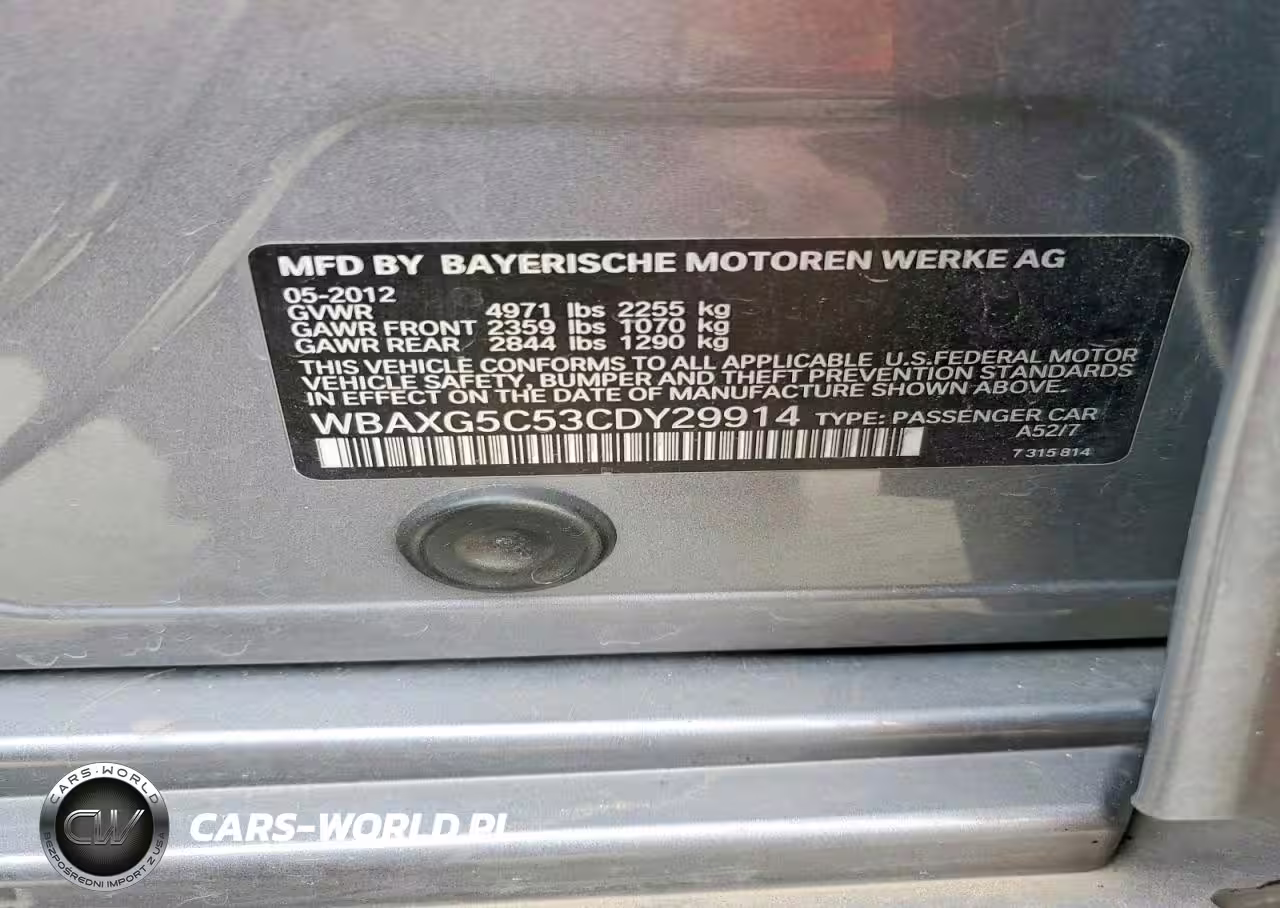 MFD BY BAYERISCHE MOTOREN WERKE AG
05-2012
GVWR 4971 lbs 2255 kg
GAWR FRONT 2359 lbs 1070 kg
GAWR REAR 2844 lbs 1290 kg
THIS VEHICLE CONFORMS TO ALL APPLICABLE U.S.FEDERAL MOTOR
VEHICLE SAFETY, BUMPER AND THEFT PREVENTION STANDARDS
IN EFFECT ON THE DATE OF MANUFACTURE SHOWN ABOVE.
WBAXG5C53CDY29914 TYPE: PASSENGER CAR
A52/7
7 315 814
CARS-WORLD
CW
BEZPOŚREDNI IMPORT Z USA
CARS-WORLD.PL